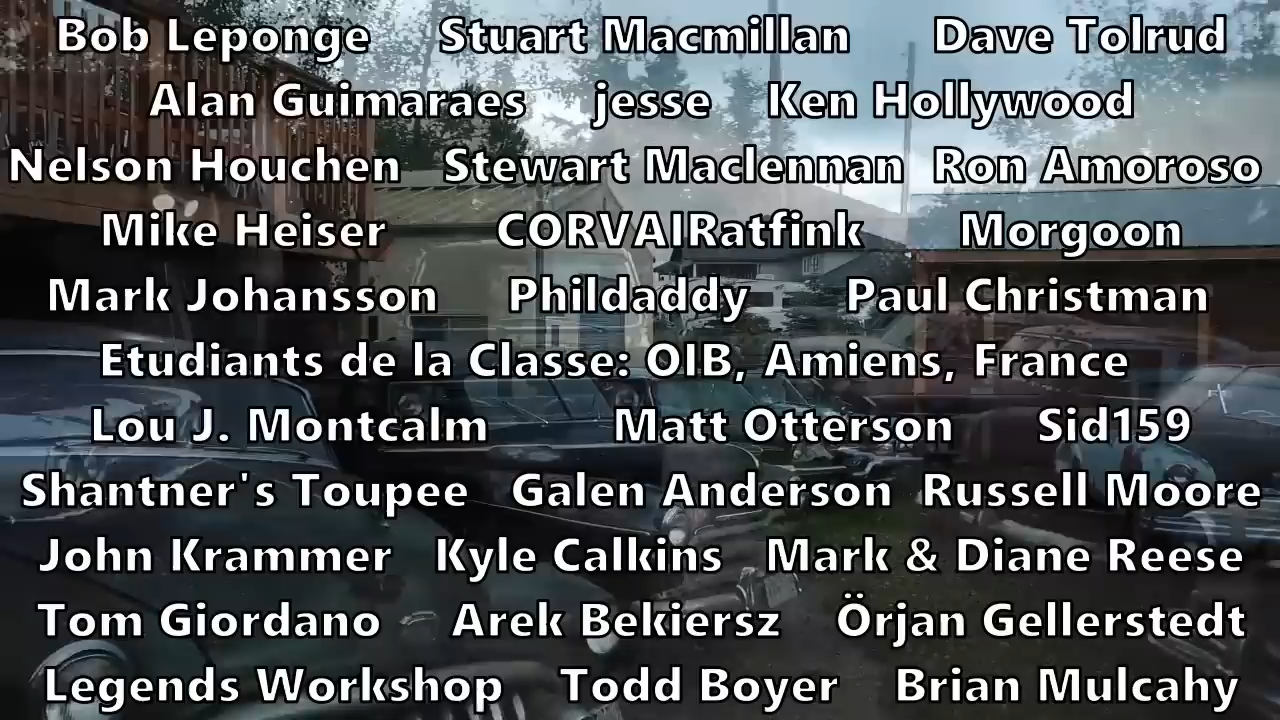 Bob Leponge Stuart Macmillan Dave Tolrud
Alan Guimaraes jesse Ken Hollywood
Nelson Houchen Stewart Maclennan Ron Amoroso
Mike Heiser CORVAIRatfink Morgoon
Mark Johansson Phildaddy Paul Christman
Etudiants de la Classe: OIB, Amiens, France
Lou J. Montcalm Matt Otterson Sid159
Shantner's Toupee Galen Anderson Russell Moore
John Krammer Kyle Calkins Mark & Diane Reese
Tom Giordano Arek Bekiersz Örjan Gellerstedt
Legends Workshop Todd Boyer Brian Mulcahy